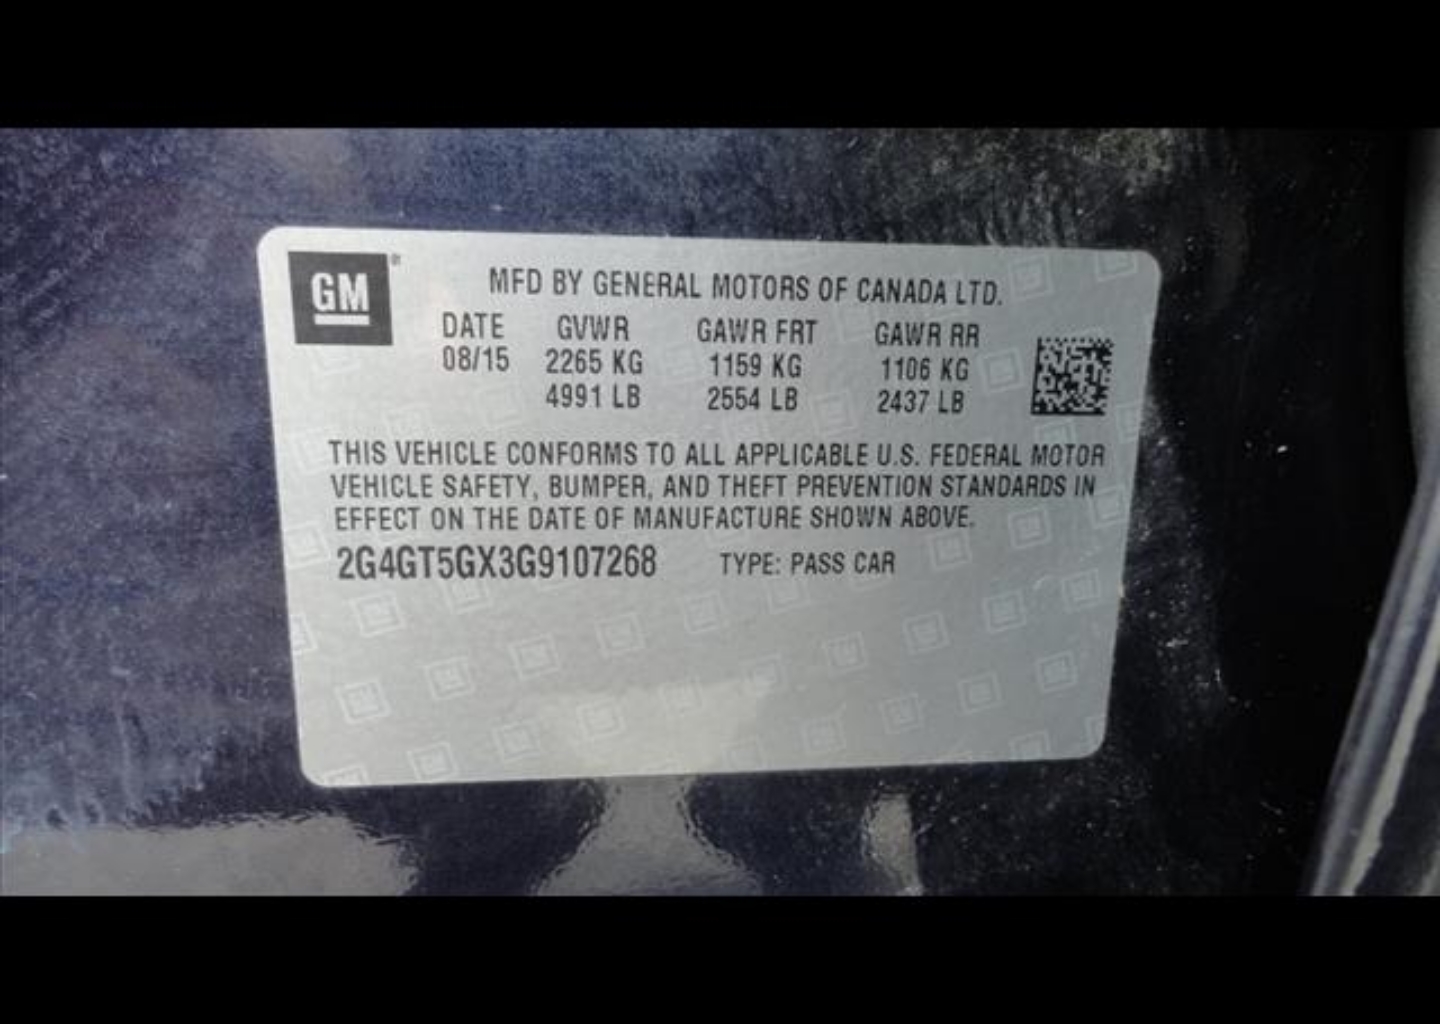 GM
MFD BY GENERAL MOTORS OF CANADA LTD.
DATE GVWR GAWR FRT GAWR RR
08/15 2265 KG 1159 KG 1106 KG
4991 LB 2554 LB 2437 LB
THIS VEHICLE CONFORMS TO ALL APPLICABLE U.S. FEDERAL MOTOR
VEHICLE SAFETY, BUMPER, AND THEFT PREVENTION STANDARDS IN
EFFECT ON THE DATE OF MANUFACTURE SHOWN ABOVE.
2G4GT5GX3G9107268 TYPE: PASS CAR